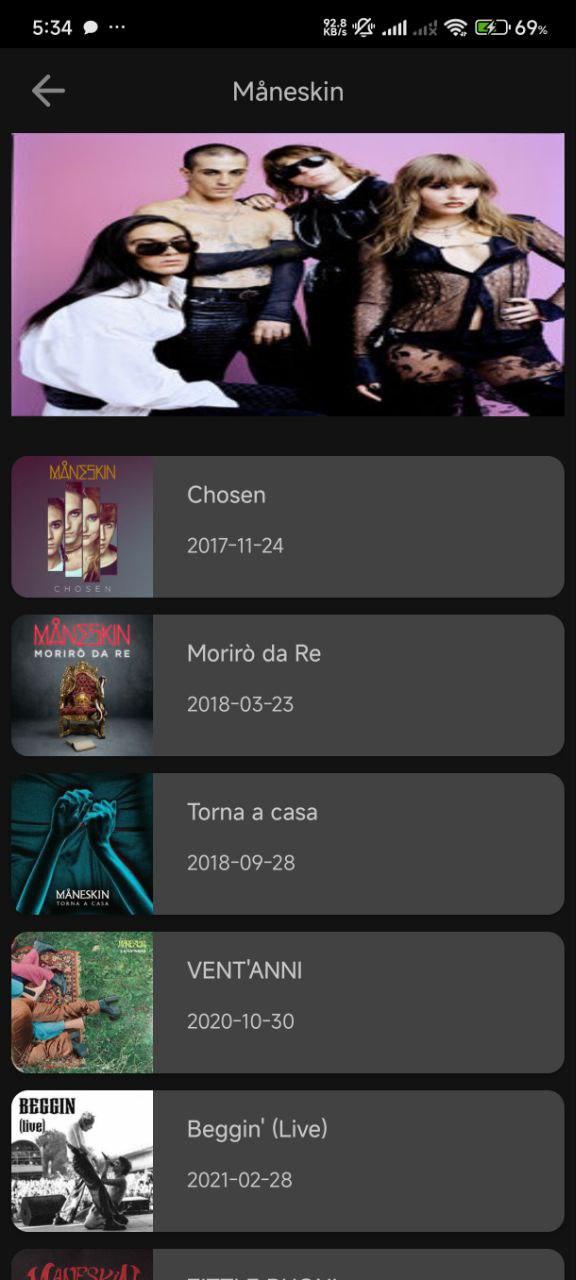 5:34
92.8
KB/s
69%
Måneskin
MÅNESKIN
CHOSEN
Chosen
2017-11-24
MÅNESKIN
MORIRÒ DA RE
Morirò da Re
2018-03-23
MÅNESKIN
TORNA A CASA
Torna a casa
2018-09-28
VENT'ANNI
2020-10-30
BEGGIN
(live)
Beggin' (Live)
2021-02-28
MÅNESKIN